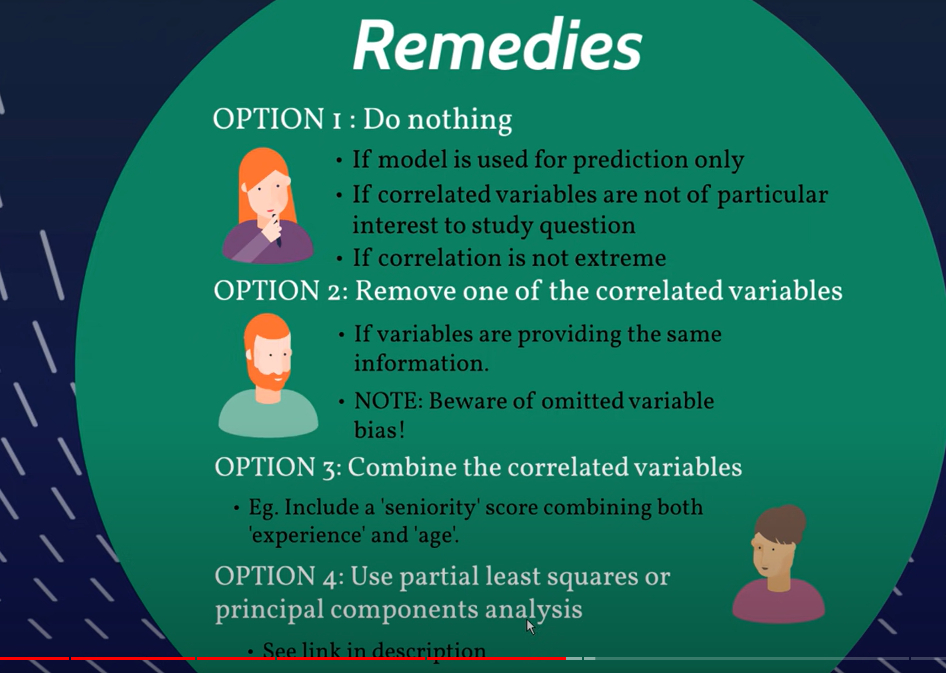 Remedies
OPTION 1 : Do nothing
• If model is used for prediction only
• If correlated variables are not of particular
interest to study question
• If correlation is not extreme
OPTION 2: Remove one of the correlated variables
• If variables are providing the same
information.
• NOTE: Beware of omitted variable
bias!
OPTION 3: Combine the correlated variables
• Eg. Include a 'seniority' score combining both
'experience' and 'age'.
OPTION 4: Use partial least squares or
principal components analysis
• See link in description